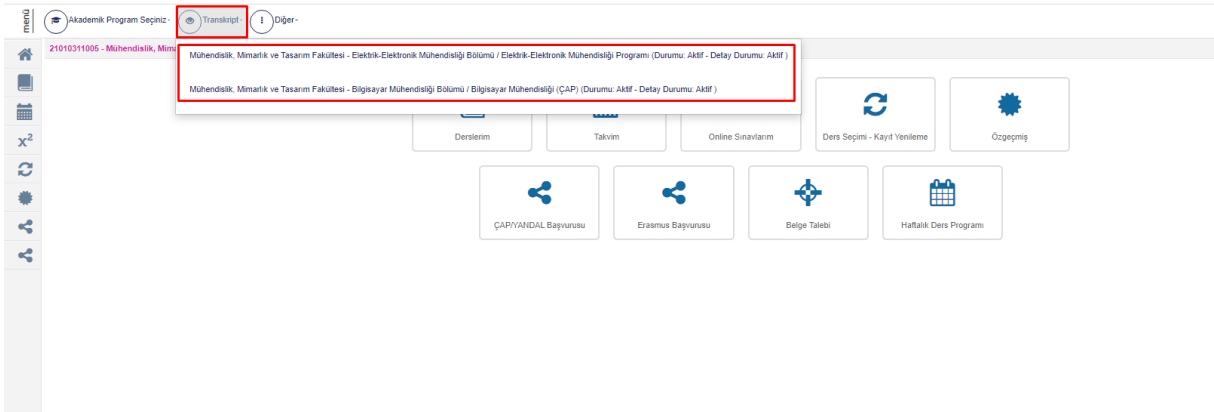 menü
Akademik Program Seçiniz -
Transkript -
Diğer -
21010311005 - Mühendislik, Mima
Mühendislik, Mimarlık ve Tasarım Fakültesi - Elektrik-Elektronik Mühendisliği Bölümü / Elektrik-Elektronik Mühendisliği Programı (Durumu: Aktif - Detay Durumu: Aktif )
Mühendislik, Mimarlık ve Tasarım Fakültesi - Bilgisayar Mühendisliği Bölümü / Bilgisayar Mühendisliği (ÇAP) (Durumu: Aktif - Detay Durumu: Aktif )
x²
Derslerim
Takvim
Online Sınavlarım
Ders Seçimi - Kayıt Yenileme
Özgeçmiş
ÇAP/YANDAL Başvurusu
Erasmus Başvurusu
Belge Talebi
Haftalık Ders Programı